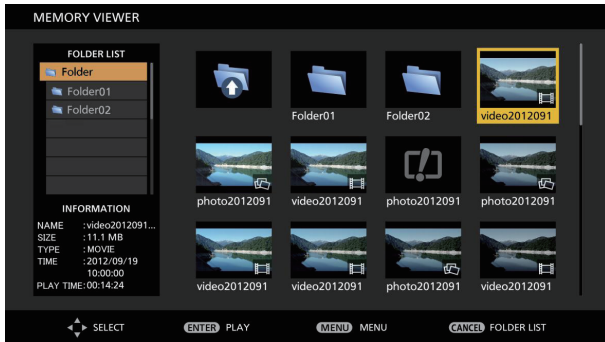 MEMORY VIEWER
FOLDER LIST
Folder
Folder01
Folder02
INFORMATION
NAME :video2012091...
SIZE :11.1 MB
TYPE :MOVIE
TIME :2012/09/19
10:00:00
PLAY TIME:00:14:24
Folder01
Folder02
video2012091
photo2012091
video2012091
photo2012091
photo2012091
video2012091
video2012091
photo2012091
video2012091
SELECT
ENTER PLAY
MENU MENU
CANCEL FOLDER LIST